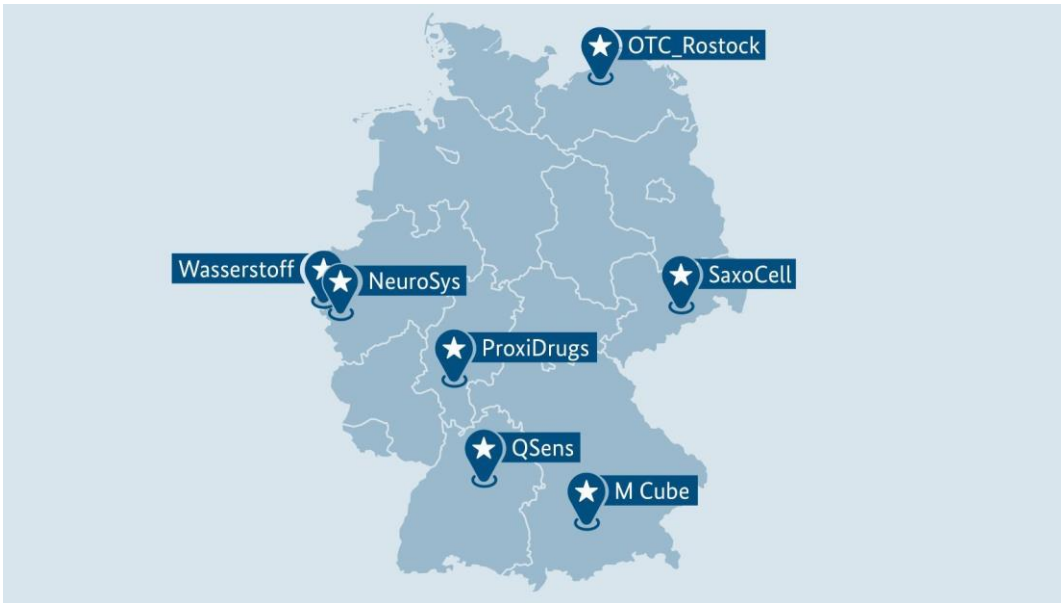 OTC_Rostock
Wasserstoff
NeuroSys
SaxoCell
ProxiDrugs
QSens
M Cube